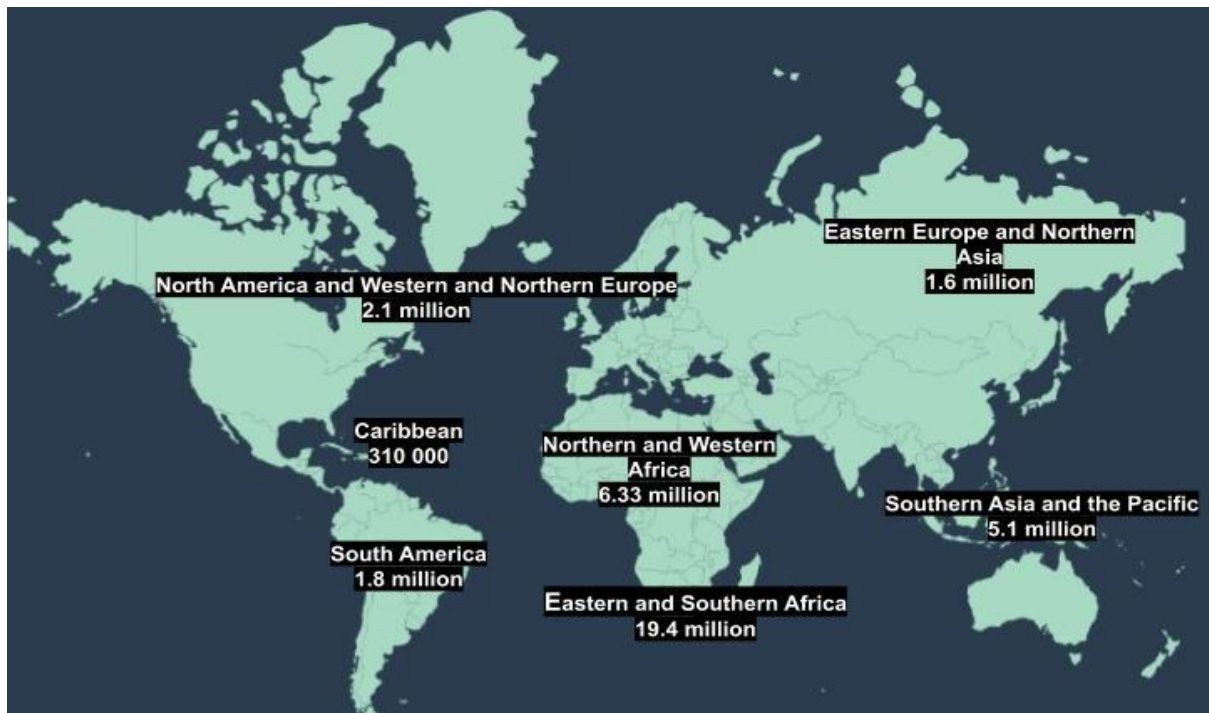 Eastern Europe and Northern
Asia
1.6 million
North America and Western and Northern Europe
2.1 million
Caribbean
310 000
Northern and Western
Africa
6.33 million
Southern Asia and the Pacific
5.1 million
South America
1.8 million
Eastern and Southern Africa
19.4 million